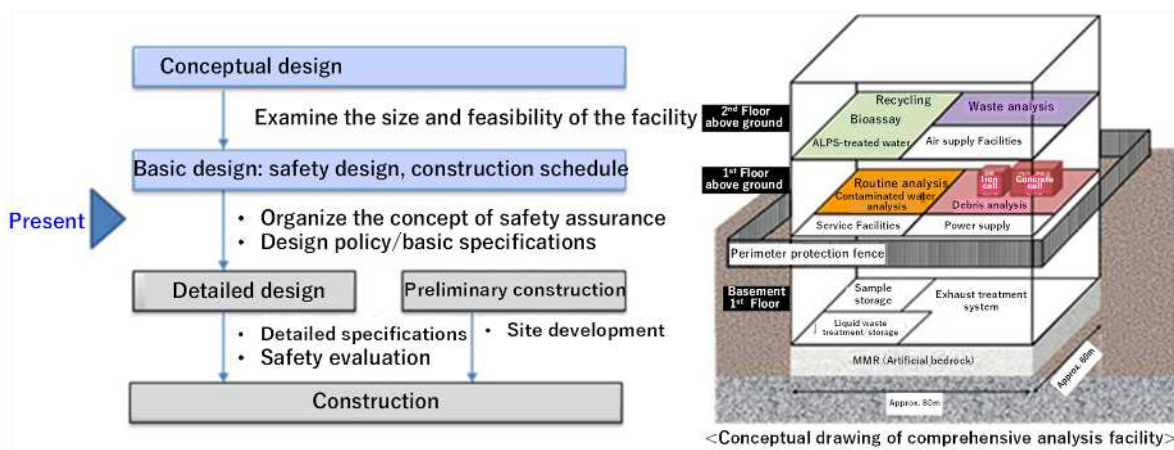 Conceptual design
Examine the size and feasibility of the facility
Basic design: safety design, construction schedule
Present
• Organize the concept of safety assurance
• Design policy/basic specifications
Detailed design
Preliminary construction
• Detailed specifications
• Safety evaluation
• Site development
Construction
2nd Floor
above ground
Recycling
Bioassay
ALPS-treated water
Waste analysis
Air supply Facilities
1st Floor
above ground
Routine analysis
Contaminated water
analysis
Iron
cell
Concrete
cell
Debris analysis
Service Facilities
Power supply
Perimeter protection fence
Basement
1st Floor
Sample
storage
Exhaust treatment
system
Liquid waste
treatment/storage
MMR (Artificial bedrock)
Approx. 60m
Approx. 80m
<Conceptual drawing of comprehensive analysis facility>